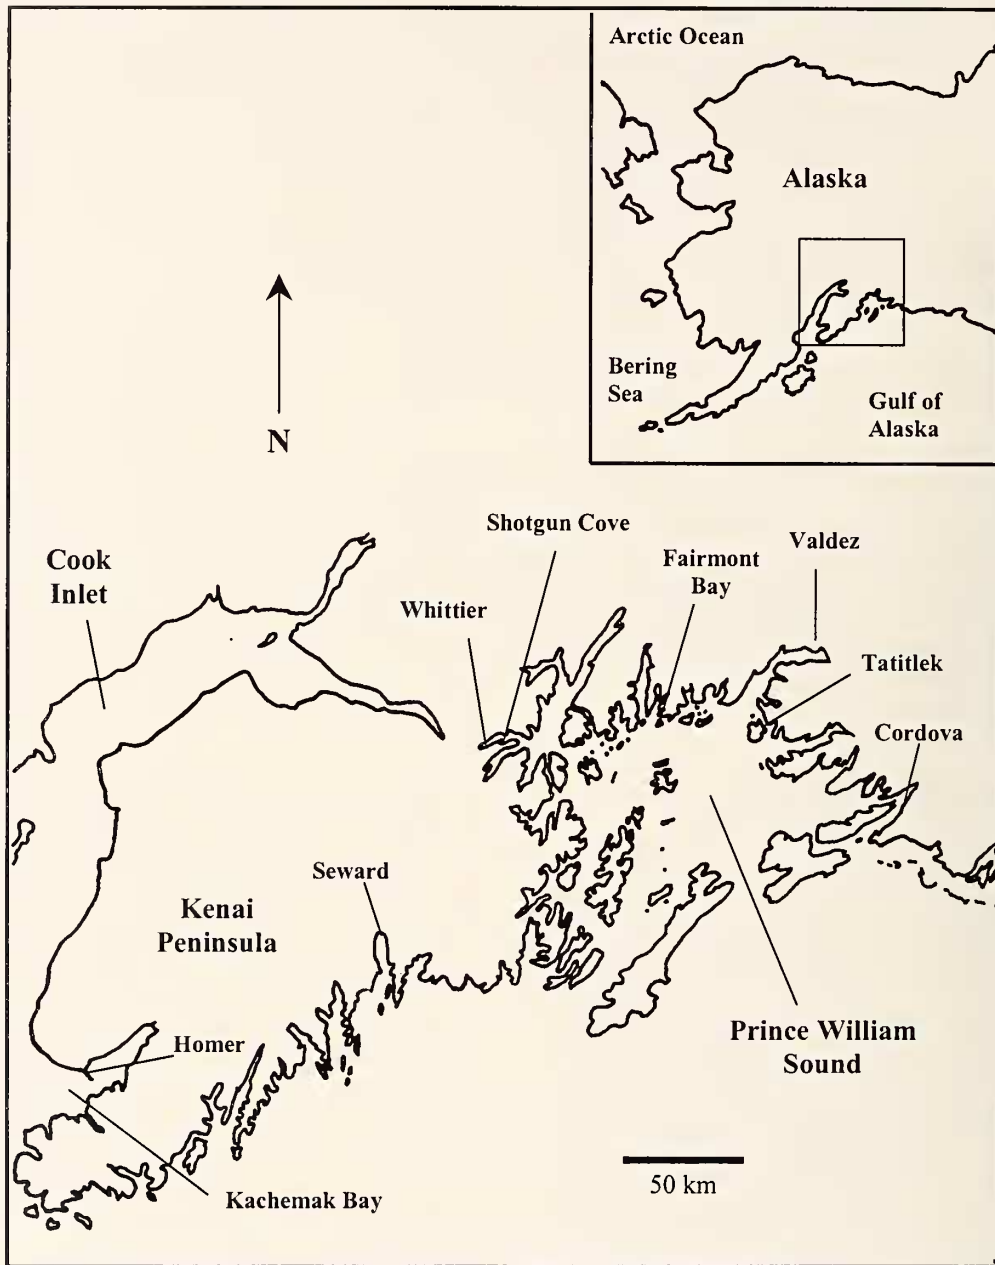 Arctic Ocean
Alaska
Bering
Sea
Gulf of
Alaska
N
Cook
Inlet
Shotgun Cove
Whittier
Fairmont
Bay
Valdez
Tatitlek
Cordova
Seward
Kenai
Peninsula
Homer
Prince William
Sound
50 km
Kachemak Bay